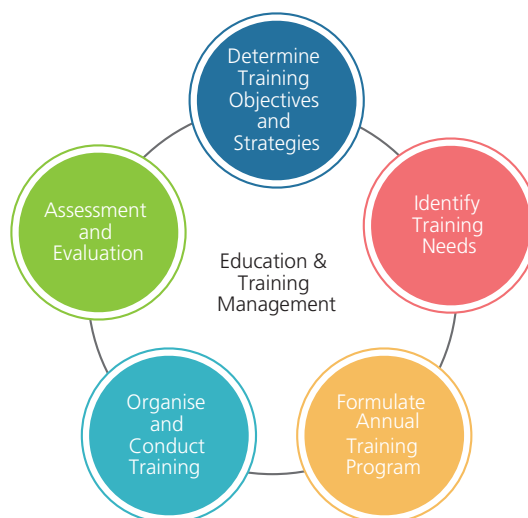 Determine
Training
Objectives
and
Strategies
Identify
Training
Needs
Formulate
Annual
Training
Program
Organise
and
Conduct
Training
Assessment
and
Evaluation
Education &
Training
Management